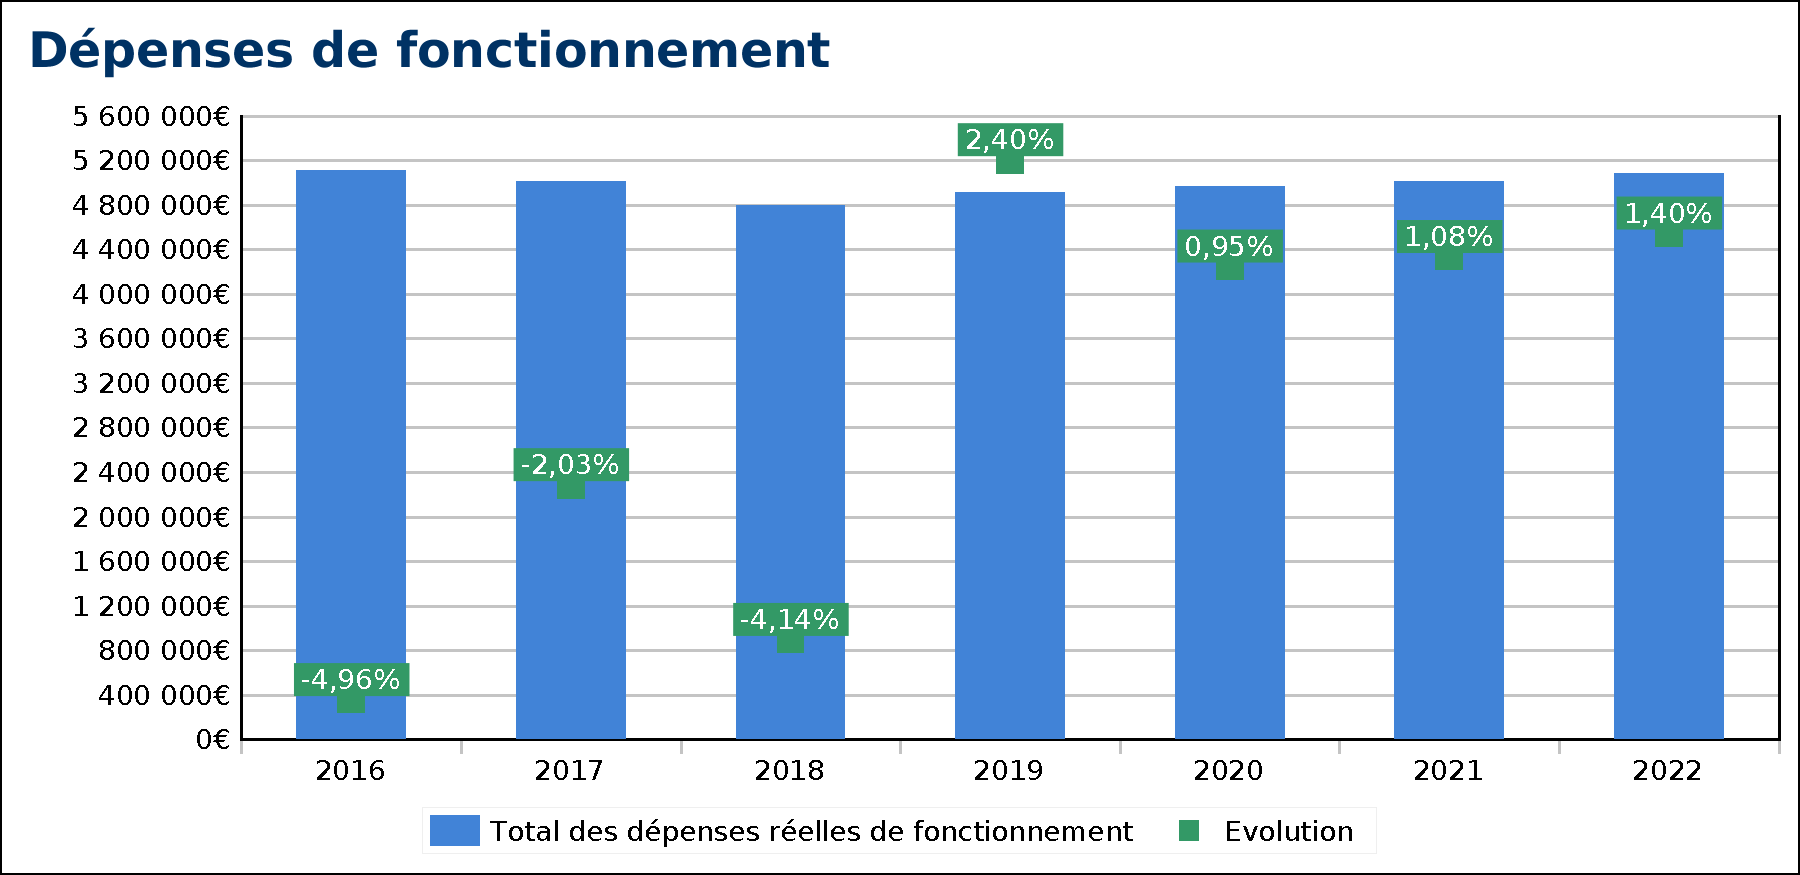 Dépenses de fonctionnement
5 600 000€
5 200 000€
4 800 000€
4 400 000€
4 000 000€
3 600 000€
3 200 000€
2 800 000€
2 400 000€
2 000 000€
1 600 000€
1 200 000€
800 000€
400 000€
0€
-4,96%
-2,03%
-4,14%
2,40%
0,95%
1,08%
1,40%
2016 2017 2018 2019 2020 2021 2022
Total des dépenses réelles de fonctionnement Evolution